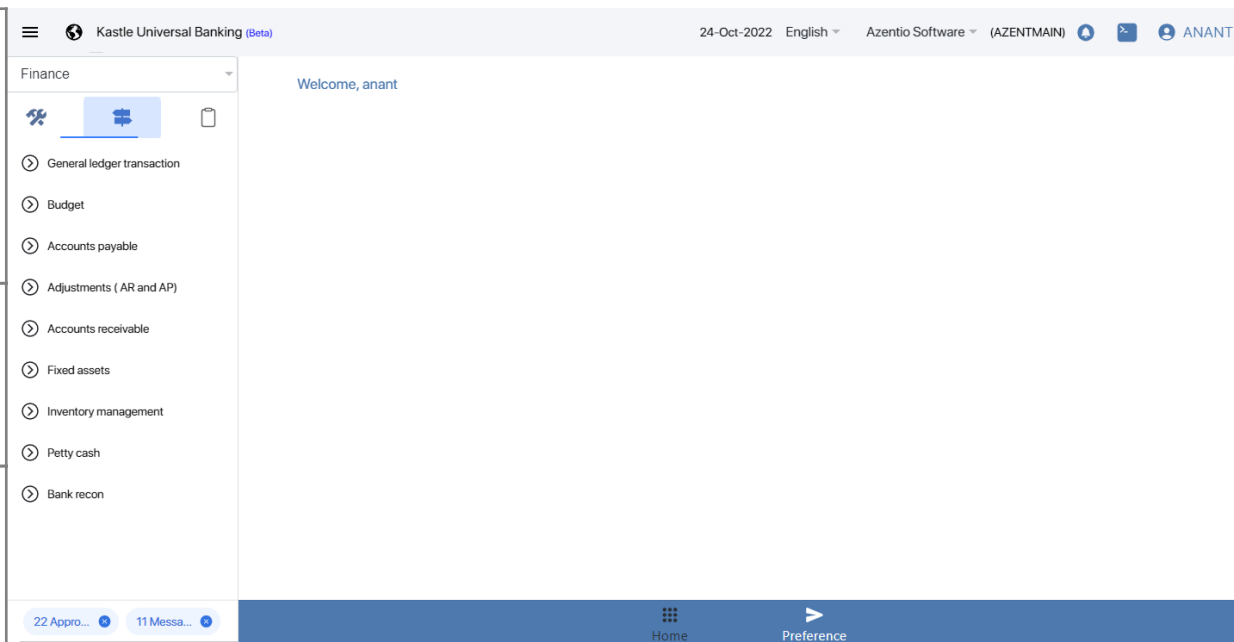 Kastle Universal Banking (Beta)
24-Oct-2022 English Azentio Software (AZENTMAIN) ANANT
Finance
Welcome, anant
General ledger transaction
Budget
Accounts payable
Adjustments ( AR and AP)
Accounts receivable
Fixed assets
Inventory management
Petty cash
Bank recon
22 Appro... 11 Messa...
Home Preference